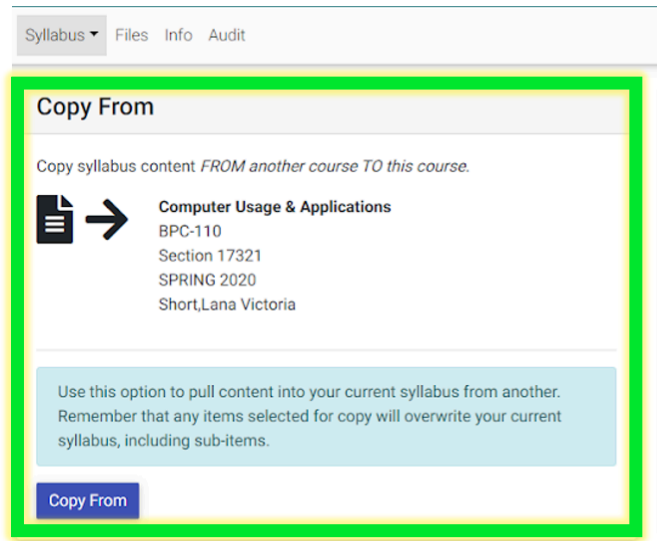 Syllabus Files Info Audit
Copy From
Copy syllabus content FROM another course TO this course.
Computer Usage & Applications
BPC-110
Section 17321
SPRING 2020
Short,Lana Victoria
Use this option to pull content into your current syllabus from another.
Remember that any items selected for copy will overwrite your current
syllabus, including sub-items.
Copy From